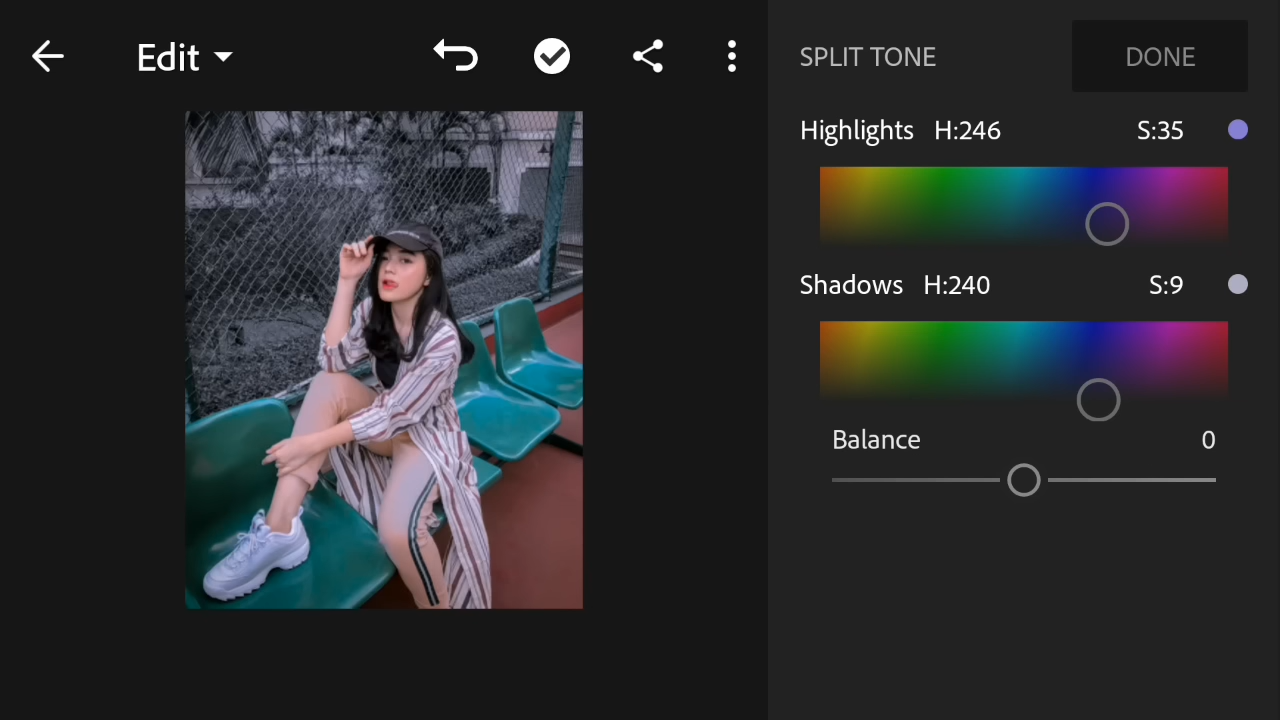 Edit
SPLIT TONE
DONE
Highlights H:246 S:35
Shadows H:240 S:9
Balance 0